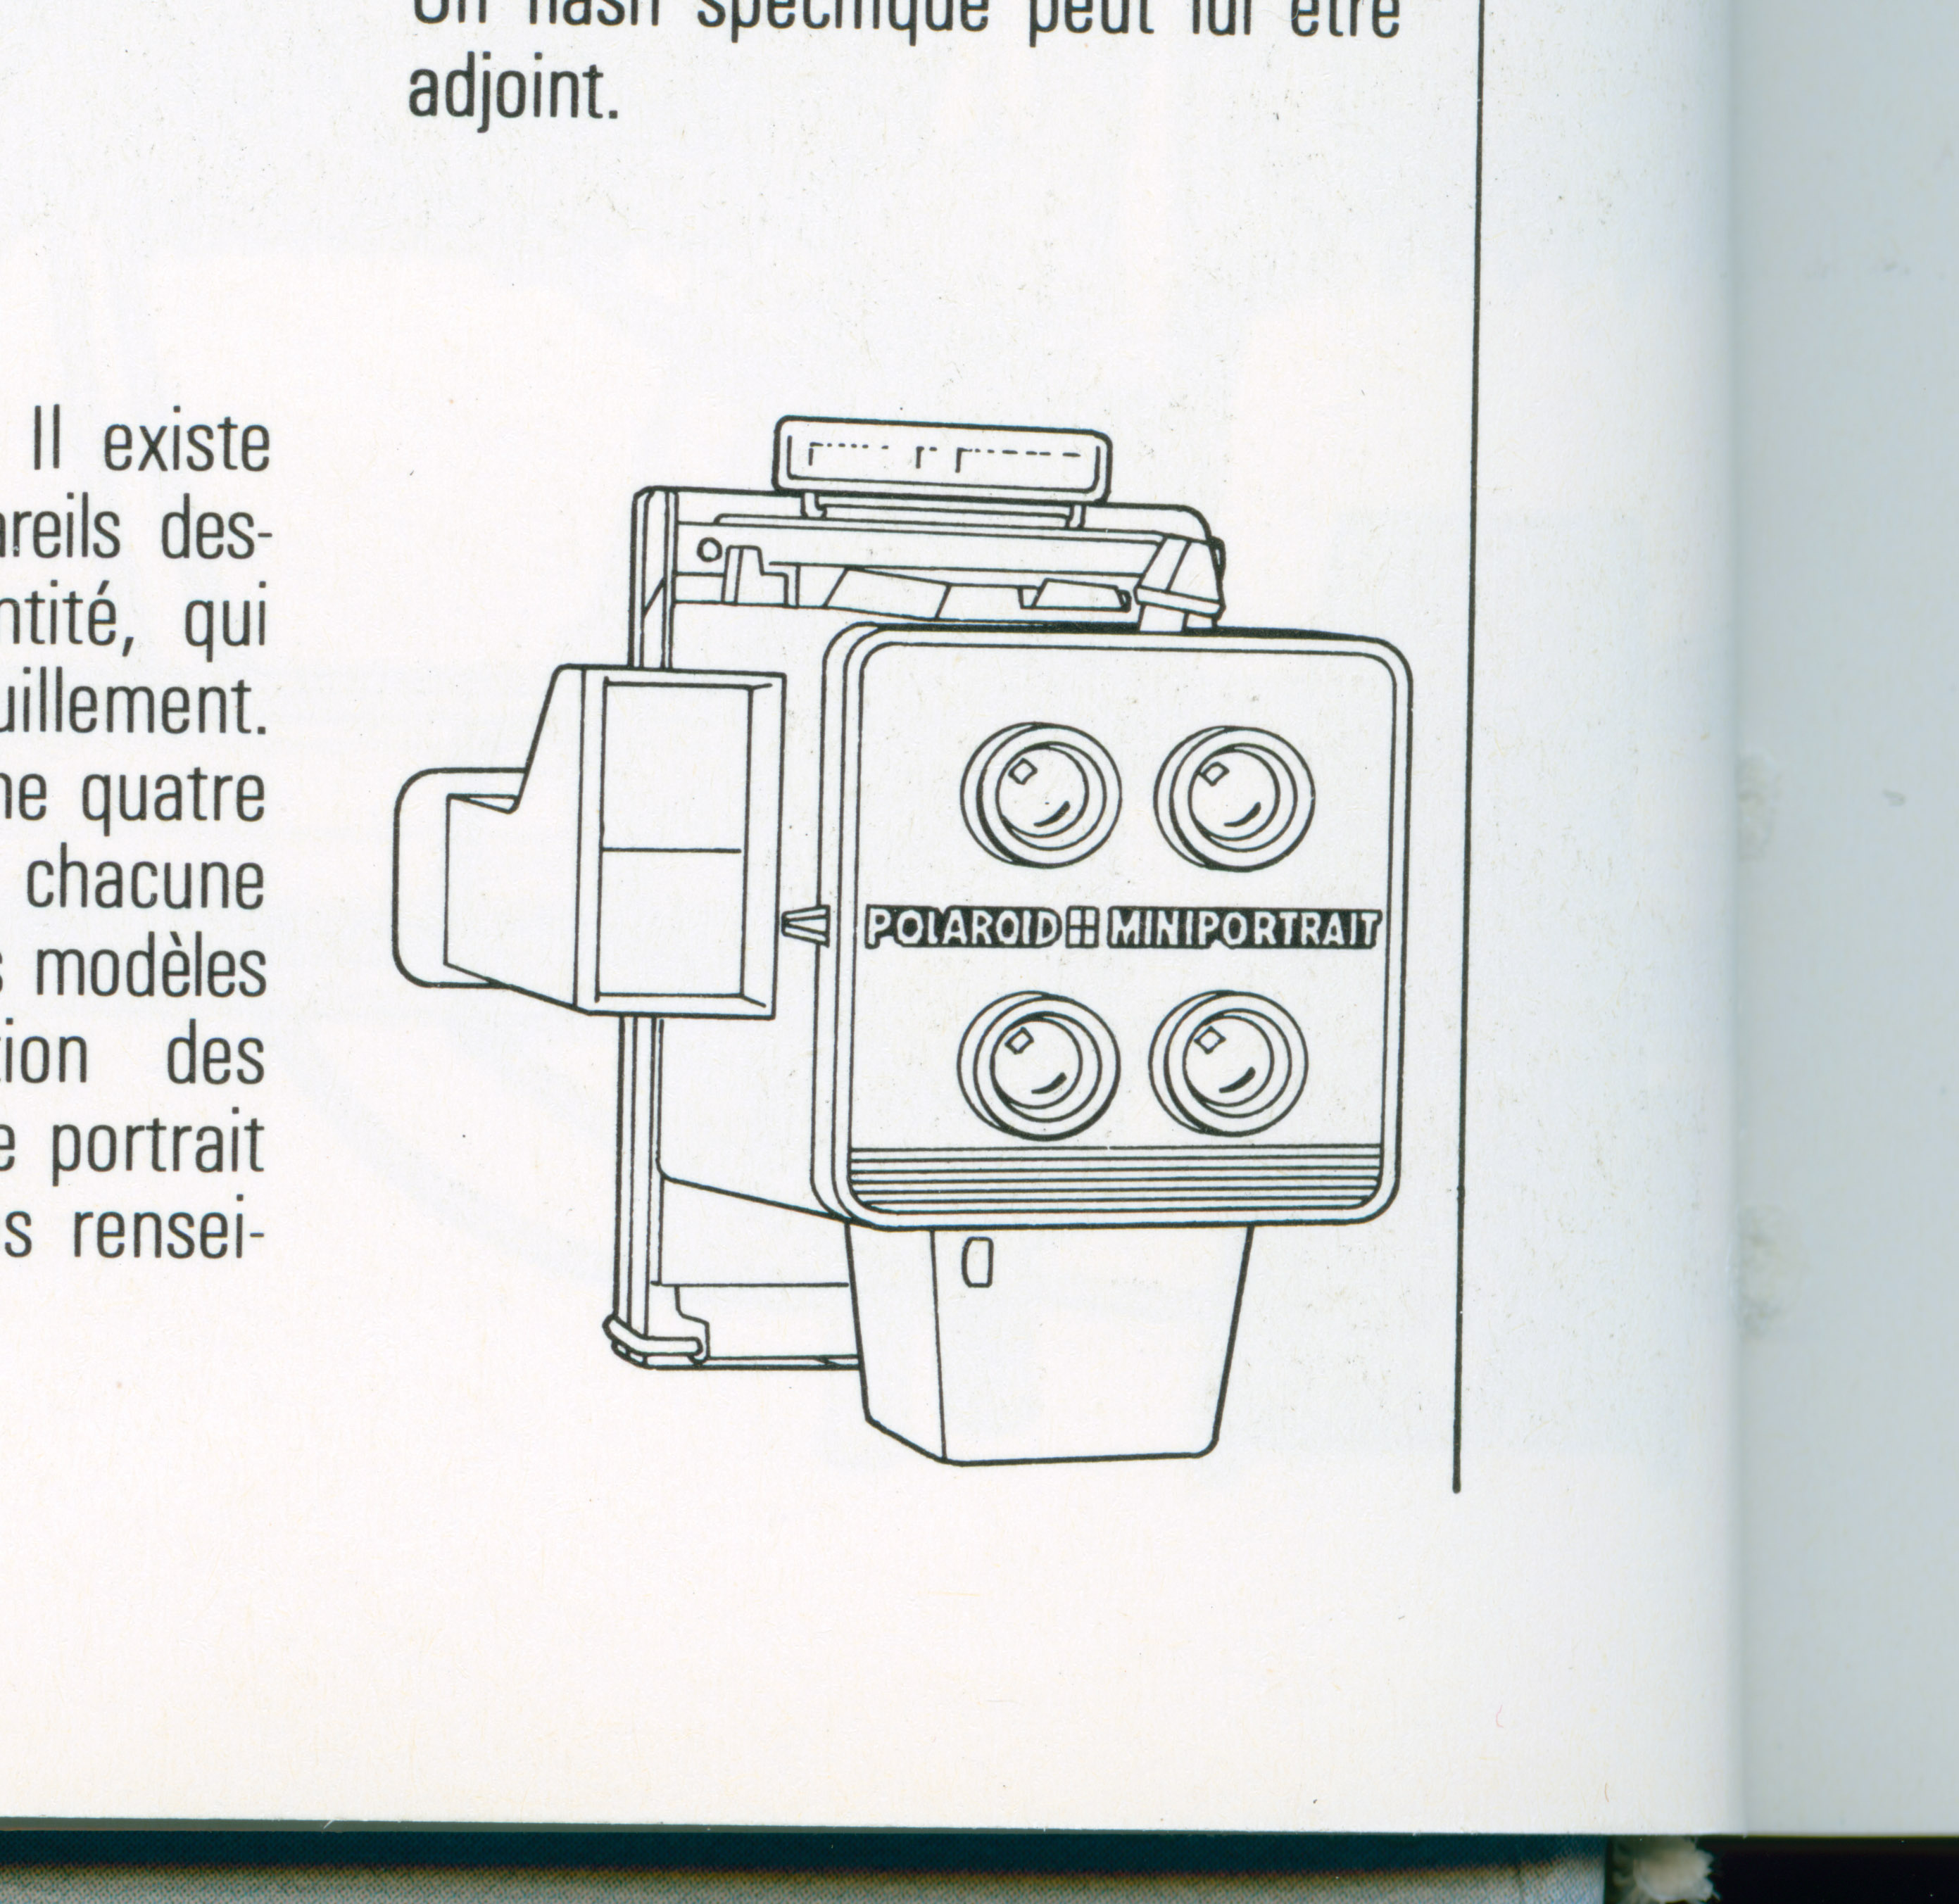 Un flash spécifique peut lui être
adjoint.
Il existe
areils des-
ntité, qui
uillement.
ne quatre
chacune
s modèles
tion des
e portrait
s rensei-
POLAROID MINIPORTRAIT